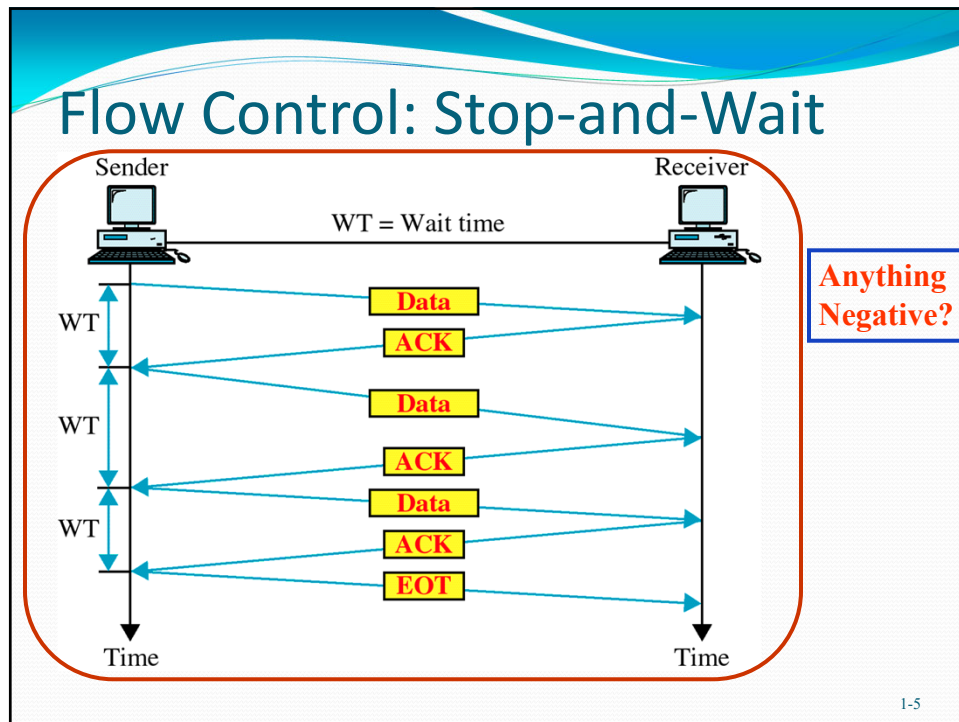 Flow Control: Stop-and-Wait
Sender
Receiver
WT = Wait time
Anything
Negative?
Data
WT
ACK
Data
WT
ACK
Data
WT
ACK
EOT
Time
Time
1-5